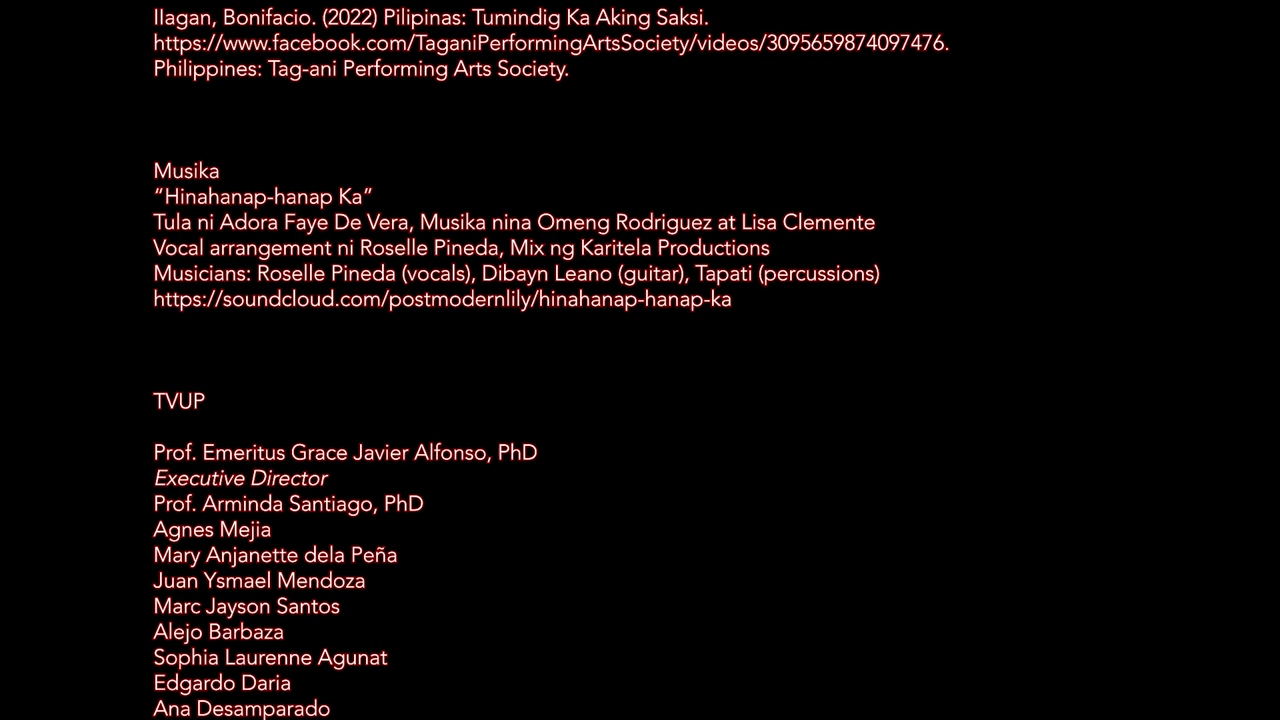 Ilagan, Bonifacio. (2022) Pilipinas: Tumindig Ka Aking Saksi.
https://www.facebook.com/TaganiPerformingArtsSociety/videos/3095659874097476.
Philippines: Tag-ani Performing Arts Society.
Musika
“Hinahanap-hanap Ka”
Tula ni Adora Faye De Vera, Musika nina Omeng Rodriguez at Lisa Clemente
Vocal arrangement ni Roselle Pineda, Mix ng Karitela Productions
Musicians: Roselle Pineda (vocals), Dibayn Leano (guitar), Tapati (percussions)
https://soundcloud.com/postmodernlily/hinahanap-hanap-ka
TVUP
Prof. Emeritus Grace Javier Alfonso, PhD
Executive Director
Prof. Arminda Santiago, PhD
Agnes Mejia
Mary Anjanette dela Peña
Juan Ysmael Mendoza
Marc Jayson Santos
Alejo Barbaza
Sophia Laurenne Agunat
Edgardo Daria
Ana Desamparado